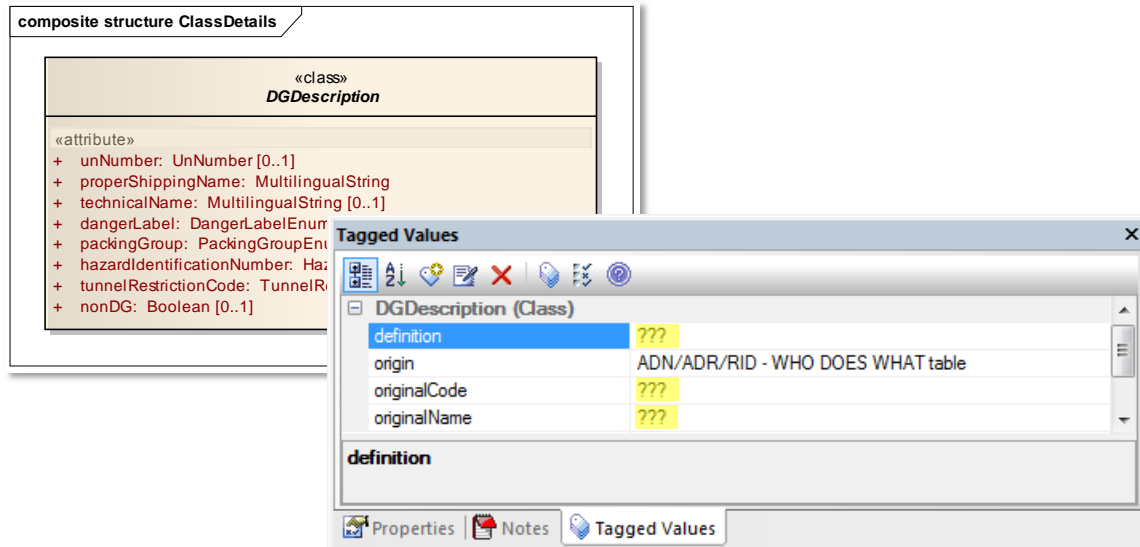 composite structure ClassDetails
«class»
DGDescription
«attribute»
+ unNumber: UnNumber [0..1]
+ properShippingName: MultilingualString
+ technicalName: MultilingualString [0..1]
+ dangerLabel: DangerLabelEnum
+ packingGroup: PackingGroupEnu
+ hazardIdentificationNumber: Haz
+ tunnelRestrictionCode: TunnelRe
+ nonDG: Boolean [0..1]
Tagged Values
DGDescription (Class)
definition ???
origin ADN/ADR/RID - WHO DOES WHAT table
originalCode ???
originalName ???
definition
Properties Notes Tagged Values